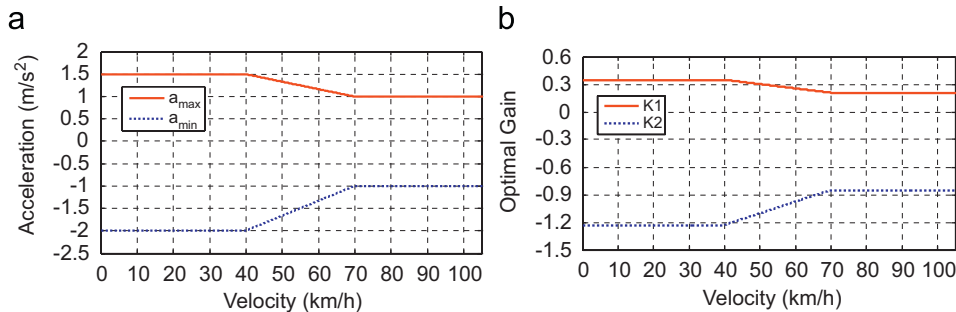 a
Acceleration (m/s²)
2
1.5
1
0.5
0
-0.5
-1
-1.5
-2
-2.5
a_max
a_min
0 10 20 30 40 50 60 70 80 90 100
Velocity (km/h)
b
Optimal Gain
0.6
0.3
0
-0.3
-0.6
-0.9
-1.2
-1.5
K1
K2
0 10 20 30 40 50 60 70 80 90 100
Velocity (km/h)